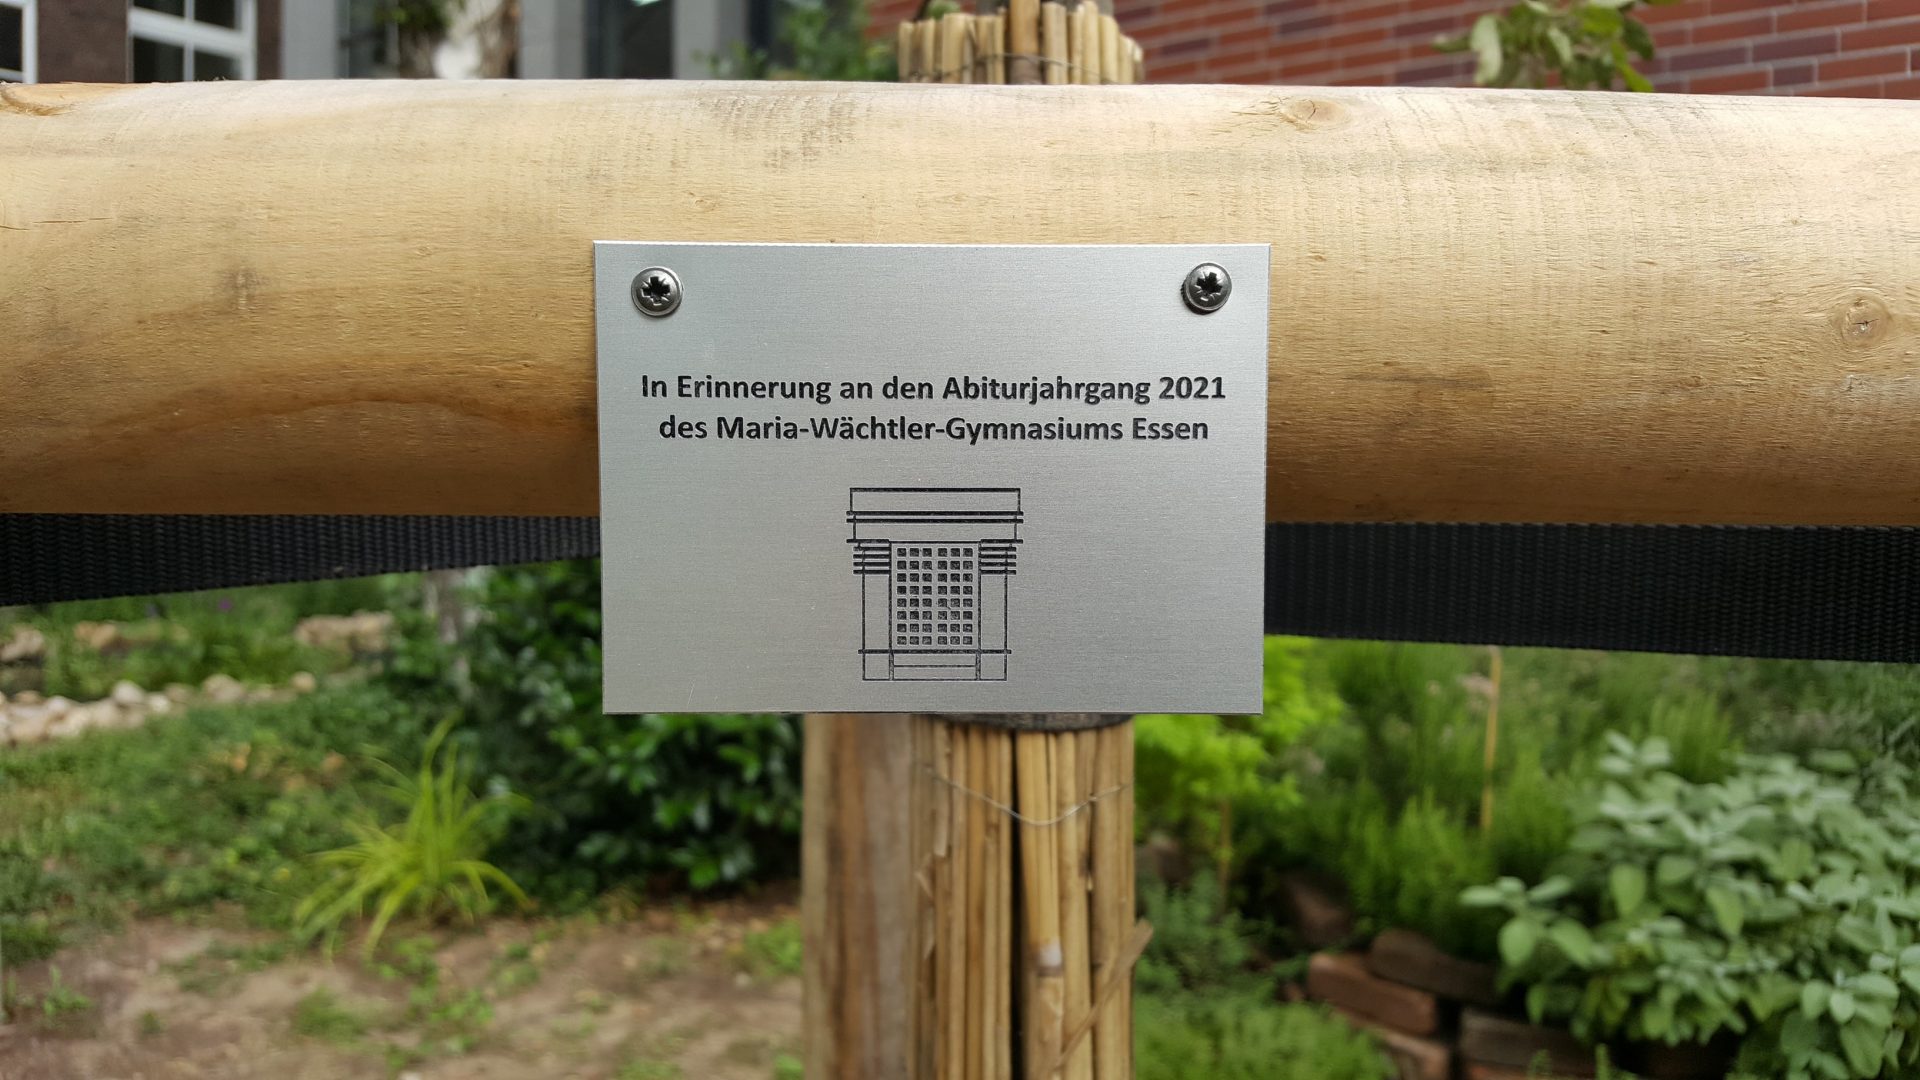 In Erinnerung an den Abiturjahrgang 2021
des Maria-Wächtler-Gymnasiums Essen